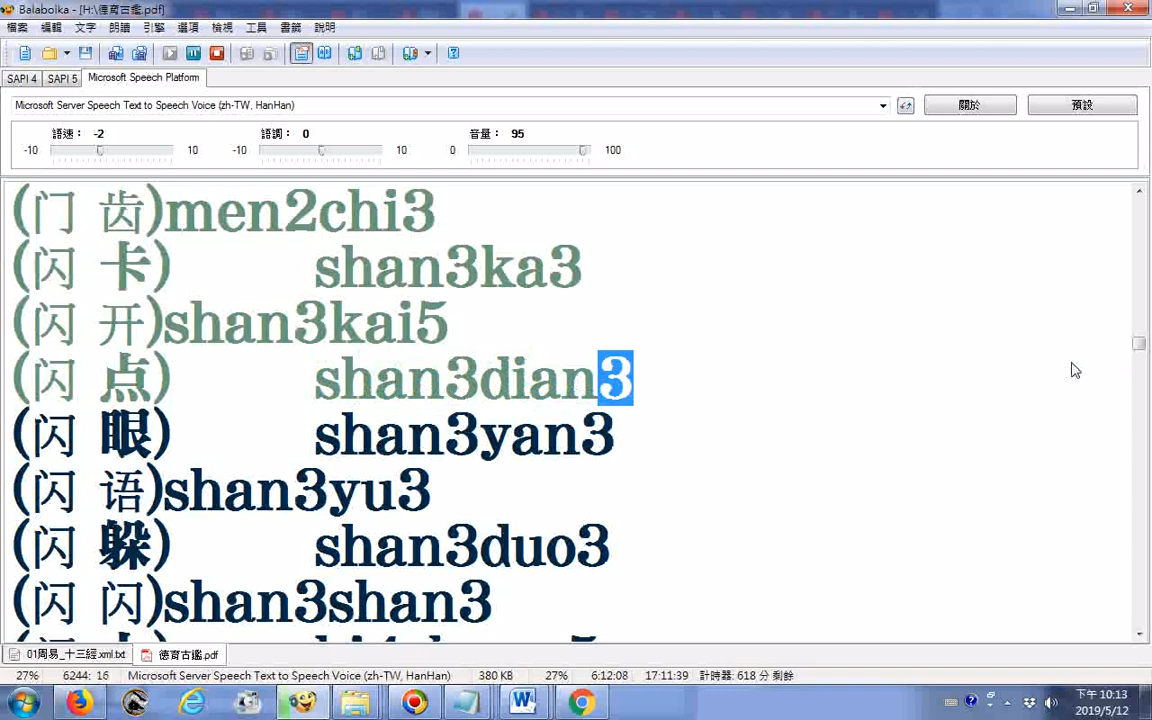 Balabolka - [H:\德育古鑑.pdf]
檔案 編輯 文字 朗讀 引擎 選項 檢視 工具 書籤 說明
SAPI 4 SAPI 5 Microsoft Speech Platform
Microsoft Server Speech Text to Speech Voice (zh-TW, HanHan) 關於 預設
語速： -2 語調： 0 音量： 95
-10 10 -10 10 0 100
(门 齿)men2chi3
(闪 卡) shan3ka3
(闪 开)shan3kai5
(闪 点) shan3dian3
(闪 眼) shan3yan3
(闪 语)shan3yu3
(闪 躲) shan3duo3
(闪 闪)shan3shan3
01周易_十三經.xml.txt 德育古鑑.pdf
27% 6244: 16 Microsoft Server Speech Text to Speech Voice (zh-TW, HanHan) 380 KB 27% 6:12:08 17:11:39 計時器: 618 分 剩餘
下午 10:13
2019/5/12